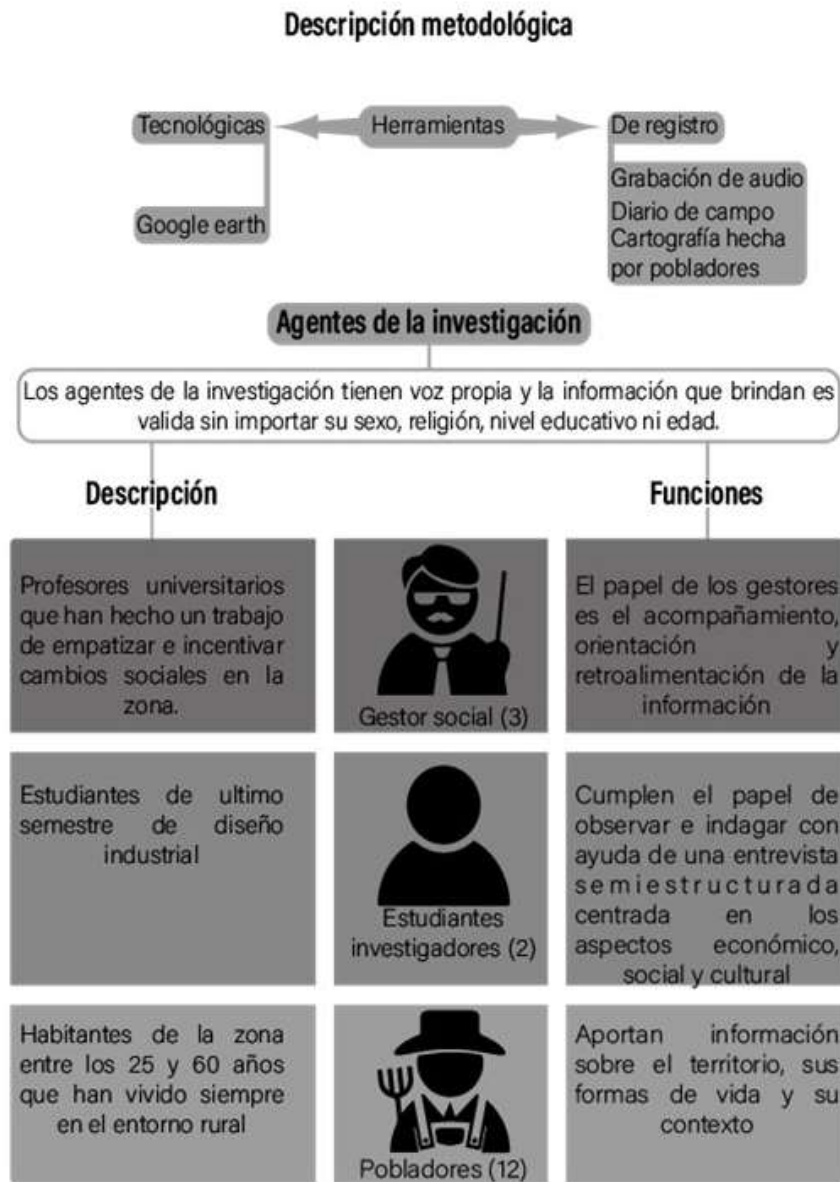 Descripción metodológica
Tecnológicas
Herramientas
De registro
Google earth
Grabación de audio
Diario de campo
Cartografía hecha
por pobladores
Agentes de la investigación
Los agentes de la investigación tienen voz propia y la información que brindan es
valida sin importar su sexo, religión, nivel educativo ni edad.
Descripción
Funciones
Profesores universitarios
que han hecho un trabajo
de empatizar e incentivar
cambios sociales en la
zona.
Gestor social (3)
El papel de los gestores
es el acompañamiento,
orientación y
retroalimentación de la
información
Estudiantes de ultimo
semestre de diseño
industrial
Estudiantes
investigadores (2)
Cumplen el papel de
observar e indagar con
ayuda de una entrevista
semiestructurada
centrada en los
aspectos económico,
social y cultural
Habitantes de la zona
entre los 25 y 60 años
que han vivido siempre
en el entorno rural
Pobladores (12)
Aportan información
sobre el territorio, sus
formas de vida y su
contexto